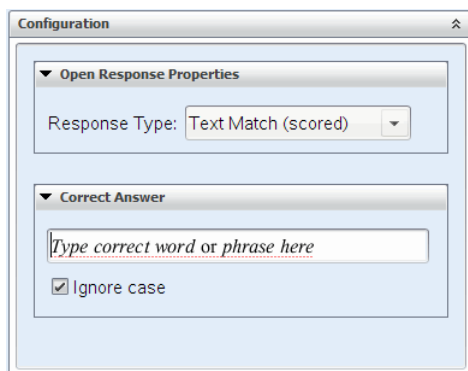 Configuration
Open Response Properties
Response Type: Text Match (scored)
Correct Answer
Type correct word or phrase here
Ignore case